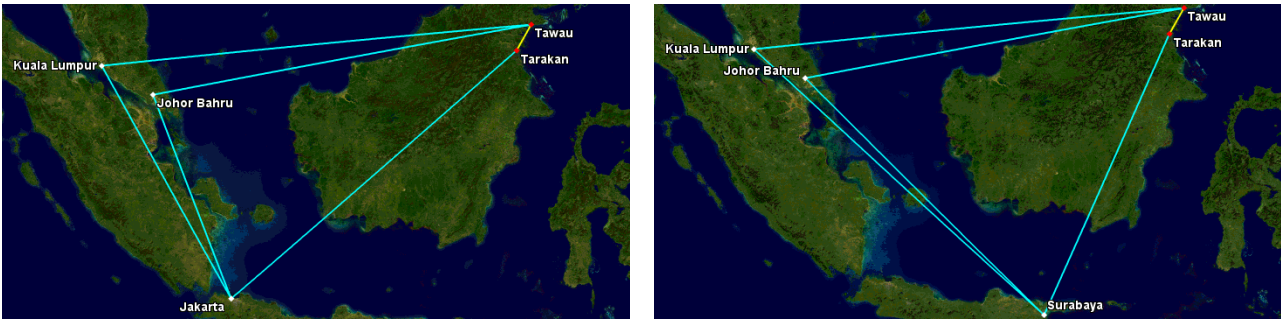 Tawau
Tarakan
Kuala Lumpur
Johor Bahru
Jakarta
Tawau
Tarakan
Kuala Lumpur
Johor Bahru
Surabaya